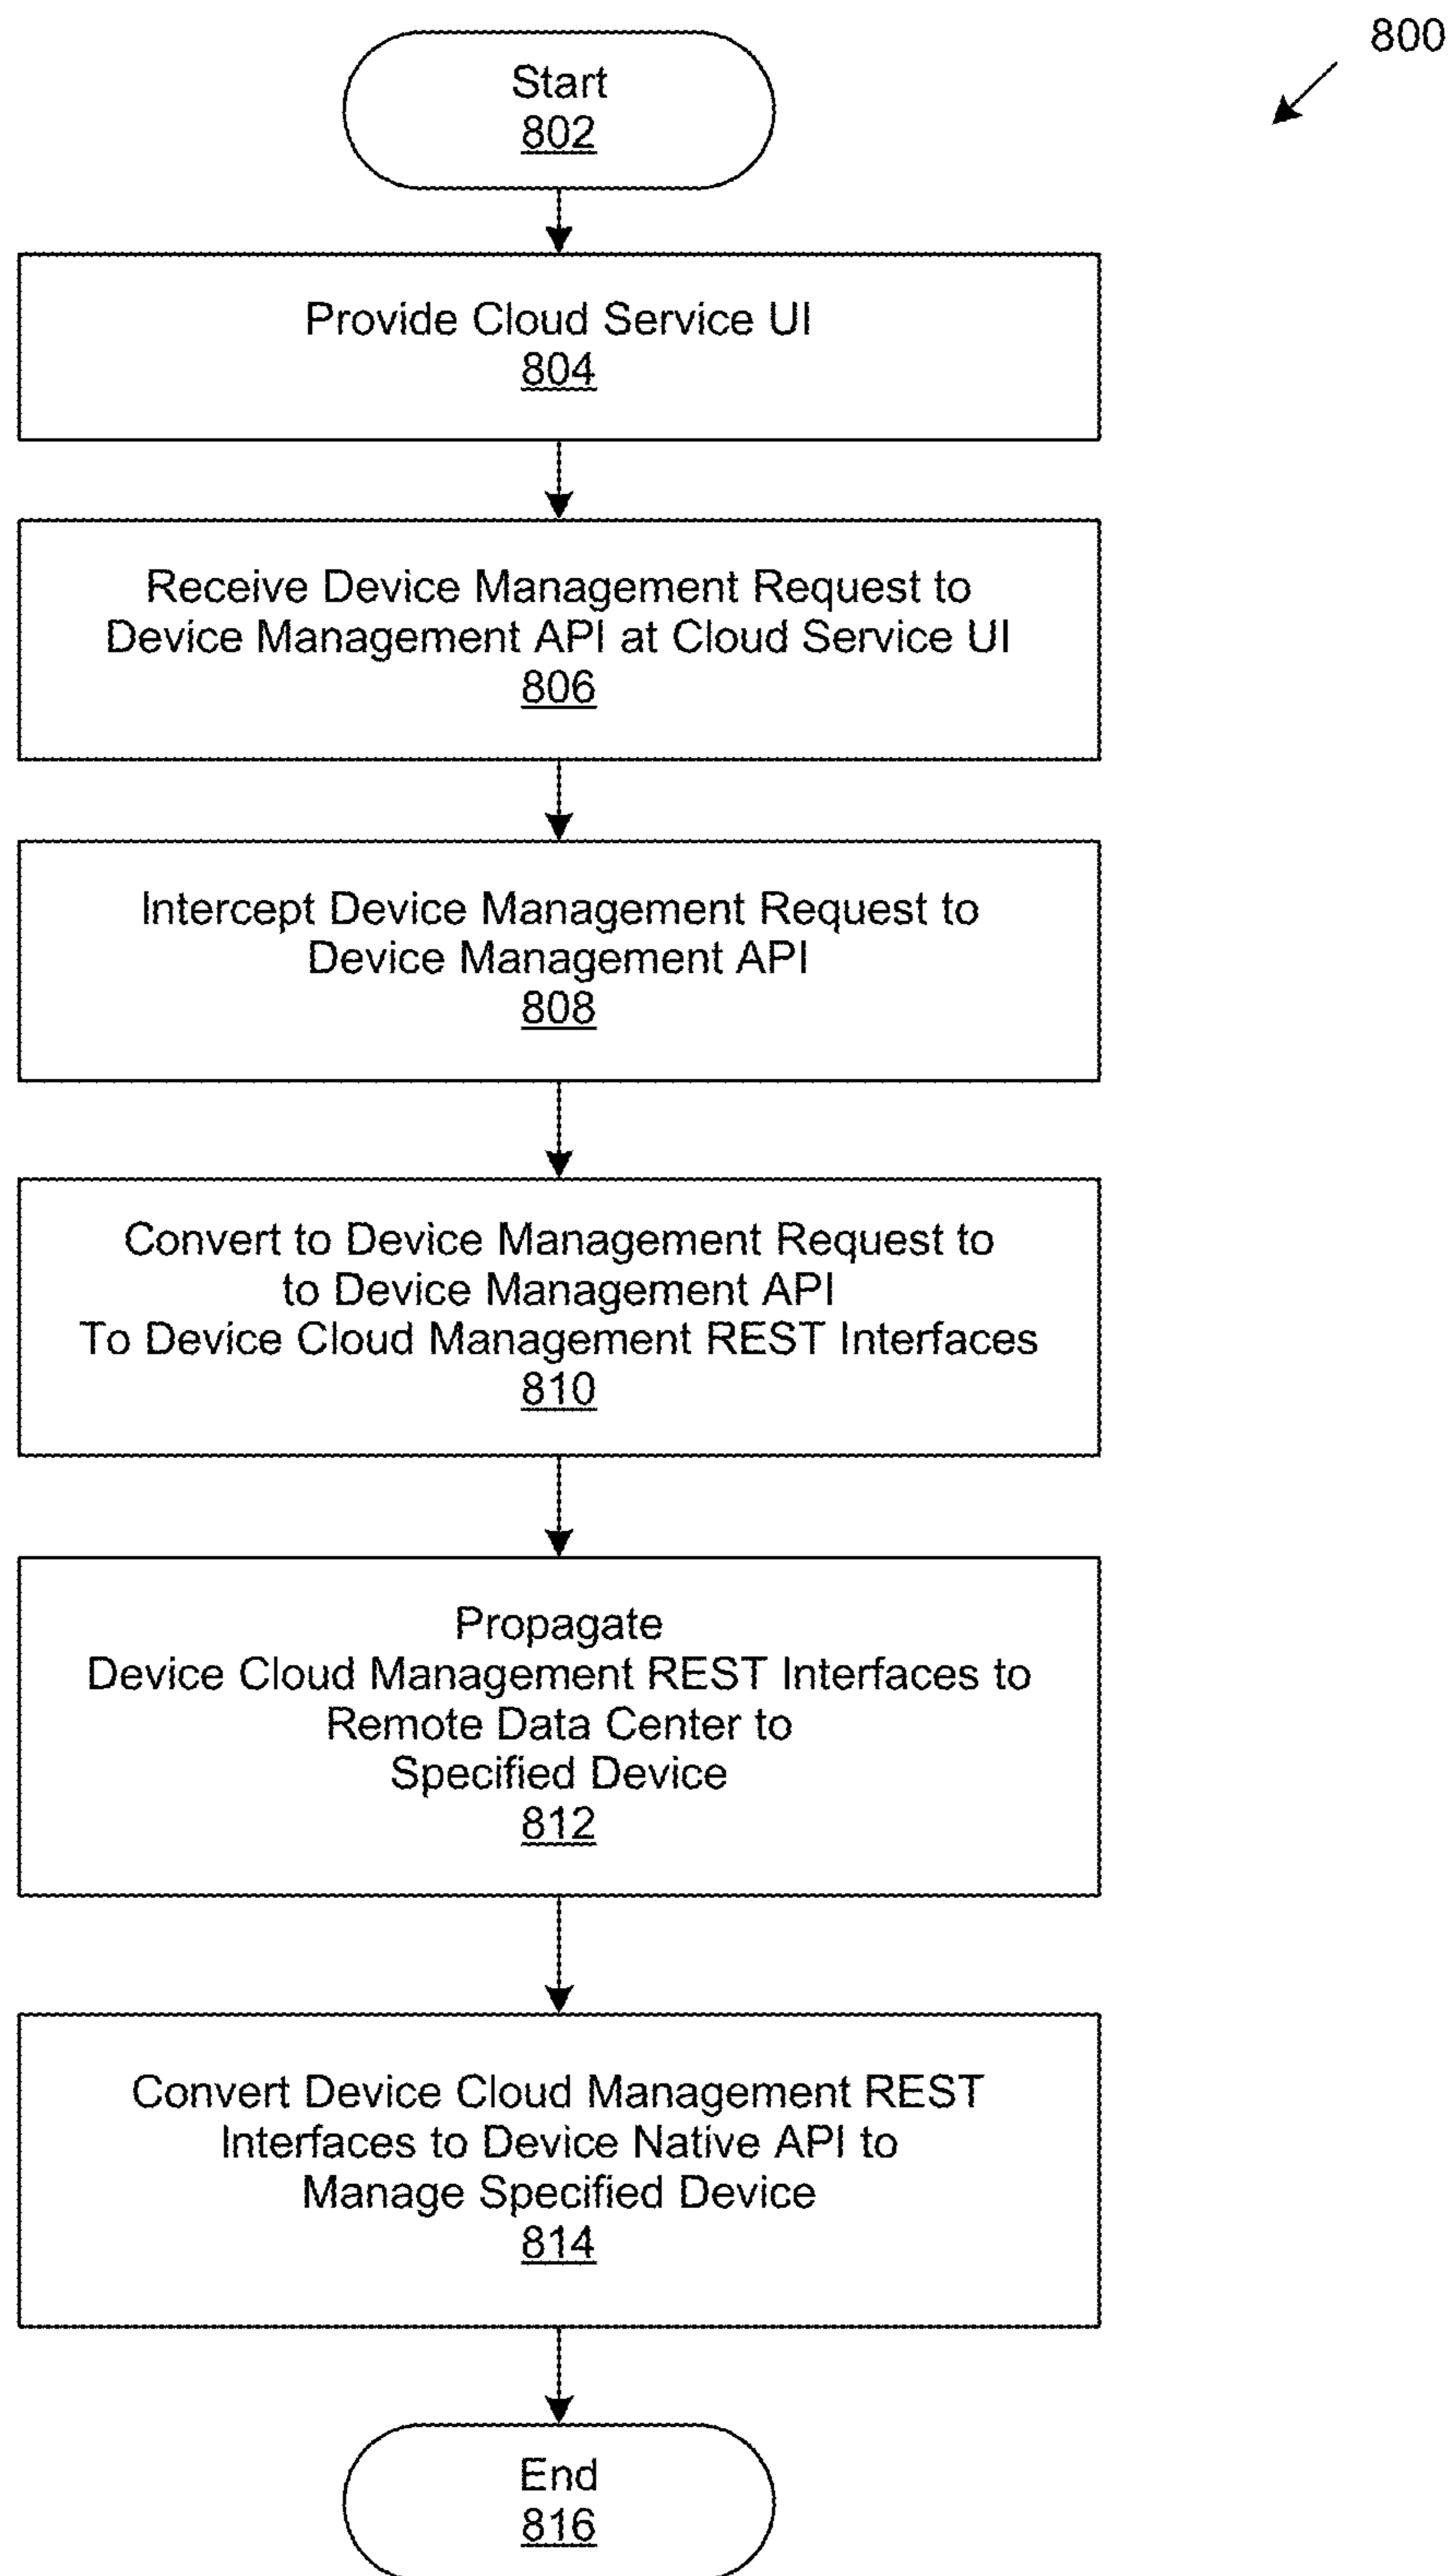 800
Start
802
Provide Cloud Service UI
804
Receive Device Management Request to
Device Management API at Cloud Service UI
806
Intercept Device Management Request to
Device Management API
808
Convert to Device Management Request to
to Device Management API
To Device Cloud Management REST Interfaces
810
Propagate
Device Cloud Management REST Interfaces to
Remote Data Center to
Specified Device
812
Convert Device Cloud Management REST
Interfaces to Device Native API to
Manage Specified Device
814
End
816